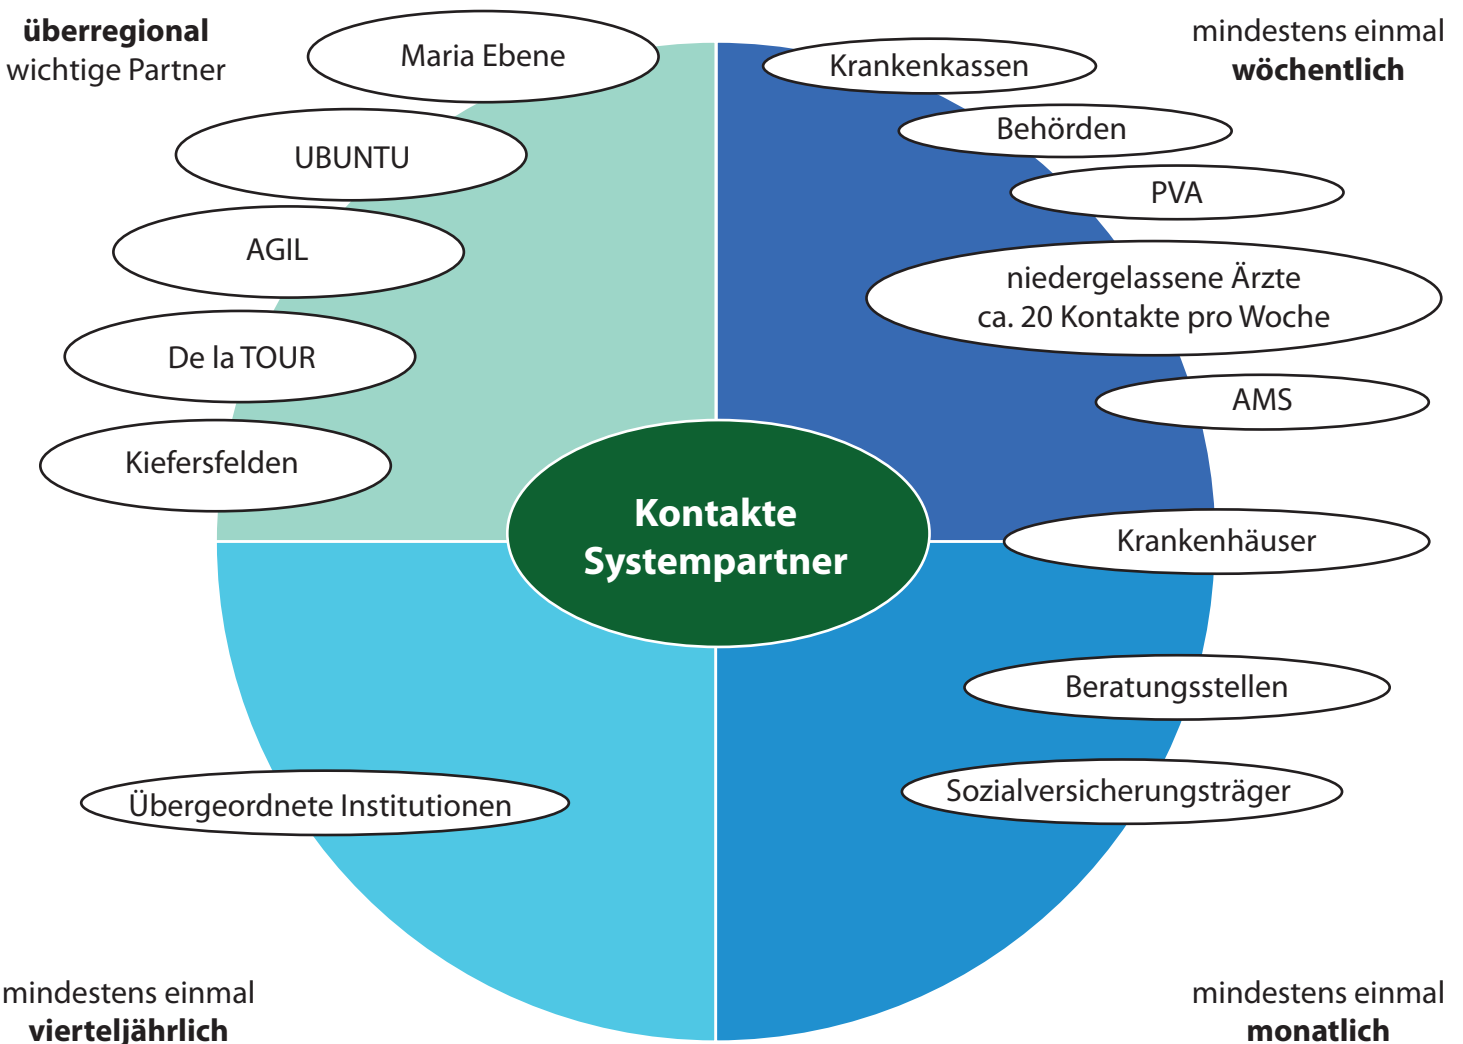 überregional
wichtige Partner
Maria Ebene
UBUNTU
AGIL
De la TOUR
Kiefersfelden
mindestens einmal
wöchentlich
Krankenkassen
Behörden
PVA
niedergelassene Ärzte
ca. 20 Kontakte pro Woche
AMS
Kontakte
Systempartner
Krankenhäuser
Beratungsstellen
Sozialversicherungsträger
Übergeordnete Institutionen
mindestens einmal
vierteljährlich
mindestens einmal
monatlich